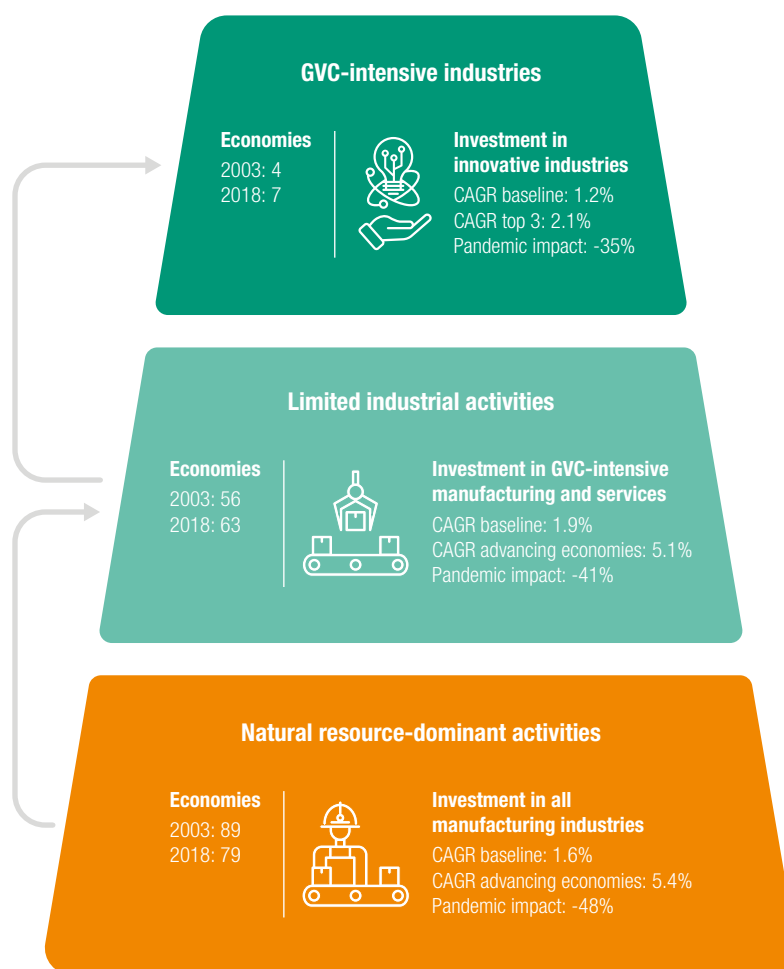 GVC-intensive industries
Economies
2003: 4
2018: 7
Investment in
innovative industries
CAGR baseline: 1.2%
CAGR top 3: 2.1%
Pandemic impact: -35%
Limited industrial activities
Economies
2003: 56
2018: 63
Investment in GVC-intensive
manufacturing and services
CAGR baseline: 1.9%
CAGR advancing economies: 5.1%
Pandemic impact: -41%
Natural resource-dominant activities
Economies
2003: 89
2018: 79
Investment in all
manufacturing industries
CAGR baseline: 1.6%
CAGR advancing economies: 5.4%
Pandemic impact: -48%